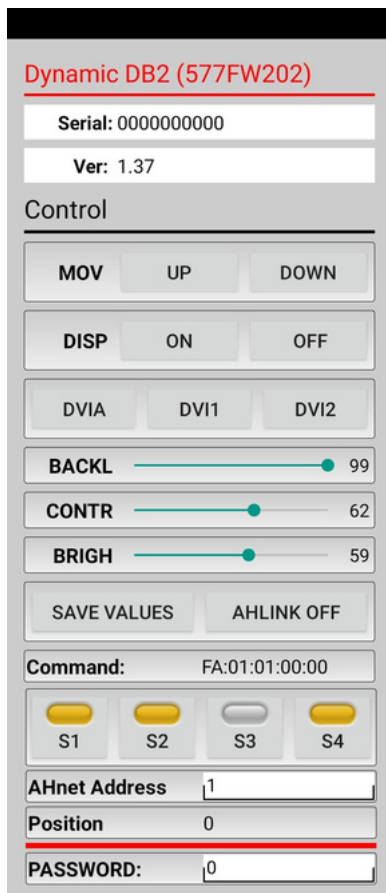 Dynamic DB2 (577FW202)
Serial: 0000000000
Ver: 1.37
Control
MOV UP DOWN
DISP ON OFF
DVIA DVI1 DVI2
BACKL 99
CONTR 62
BRIGH 59
SAVE VALUES AHLINK OFF
Command: FA:01:01:00:00
S1 S2 S3 S4
AHnet Address 1
Position 0
PASSWORD: 0